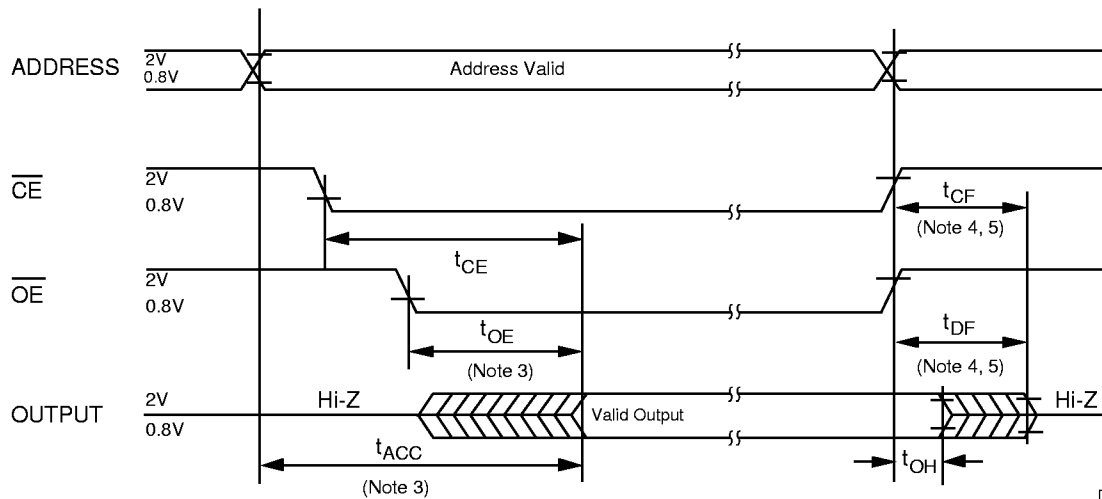 ADDRESS
2V
0.8V
Address Valid
CE
2V
0.8V
tCF
(Note 4, 5)
tCE
OE
2V
0.8V
tOE
(Note 3)
tDF
(Note 4, 5)
OUTPUT
2V
0.8V
Hi-Z
Valid Output
Hi-Z
tACC
(Note 3)
tOH